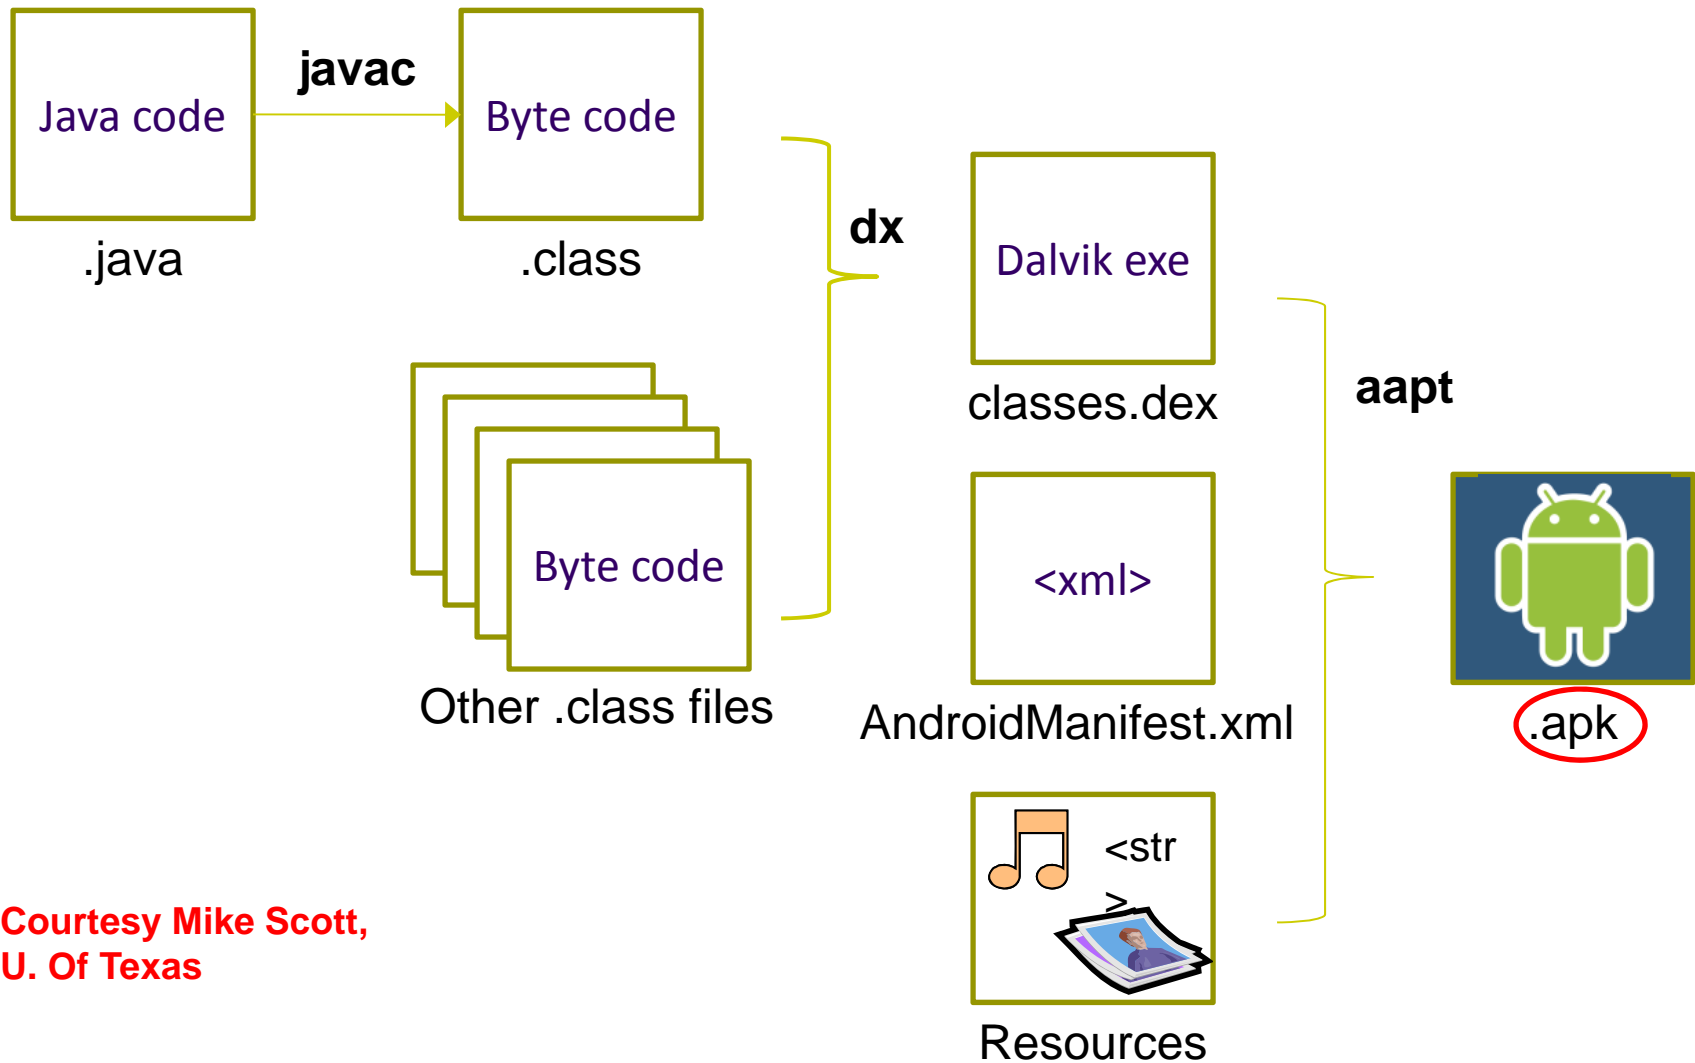 Java code
.java
javac
Byte code
.class
Byte code
Other .class files
dx
Dalvik exe
classes.dex
<xml>
AndroidManifest.xml
<str
>
Resources
aapt
.apk
Courtesy Mike Scott,
U. Of Texas